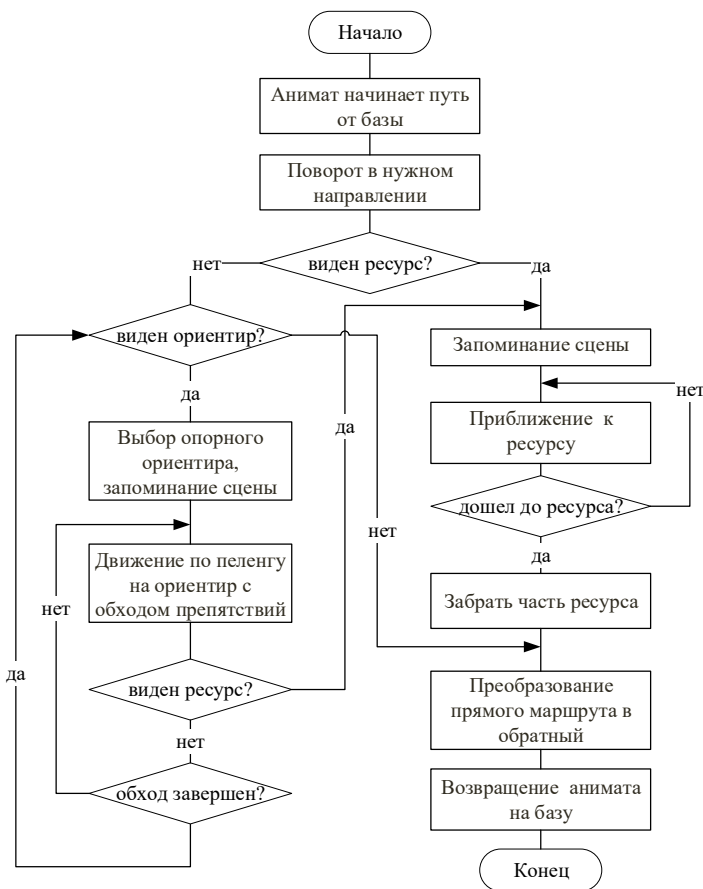 Начало
Анимат начинает путь
от базы
Поворот в нужном
направлении
виден ресурс?
нет
да
виден ориентир?
Запоминание сцены
да
нет
Выбор опорного
ориентира,
запоминание сцены
да
Приближение к
ресурсу
дошел до ресурса?
нет
да
Движение по пеленгу
на ориентир с
обходом препятствий
нет
Забрать часть ресурса
да
виден ресурс?
Преобразование
прямого маршрута в
обратный
нет
обход завершен?
Возвращение анимата
на базу
Конец